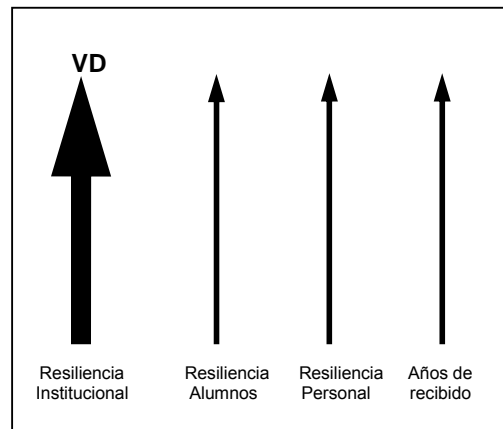 VD
Resiliencia
Institucional
Resiliencia
Alumnos
Resiliencia
Personal
Años de
recibido